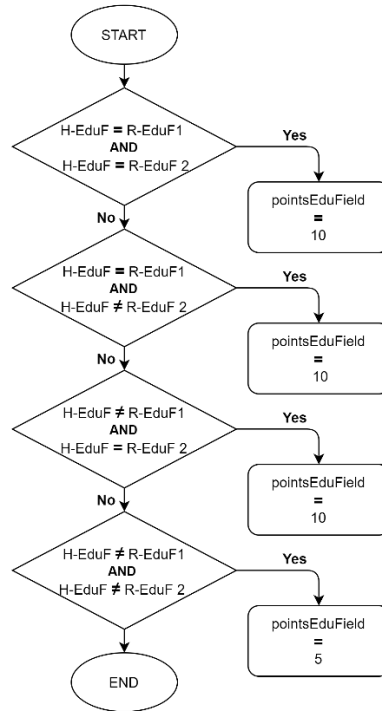 START
H-EduF = R-EduF1
AND
H-EduF = R-EduF 2
Yes
pointsEduField
=
10
No
H-EduF = R-EduF1
AND
H-EduF ≠ R-EduF 2
Yes
pointsEduField
=
10
No
H-EduF ≠ R-EduF1
AND
H-EduF = R-EduF 2
Yes
pointsEduField
=
10
No
H-EduF ≠ R-EduF1
AND
H-EduF ≠ R-EduF 2
Yes
pointsEduField
=
5
END